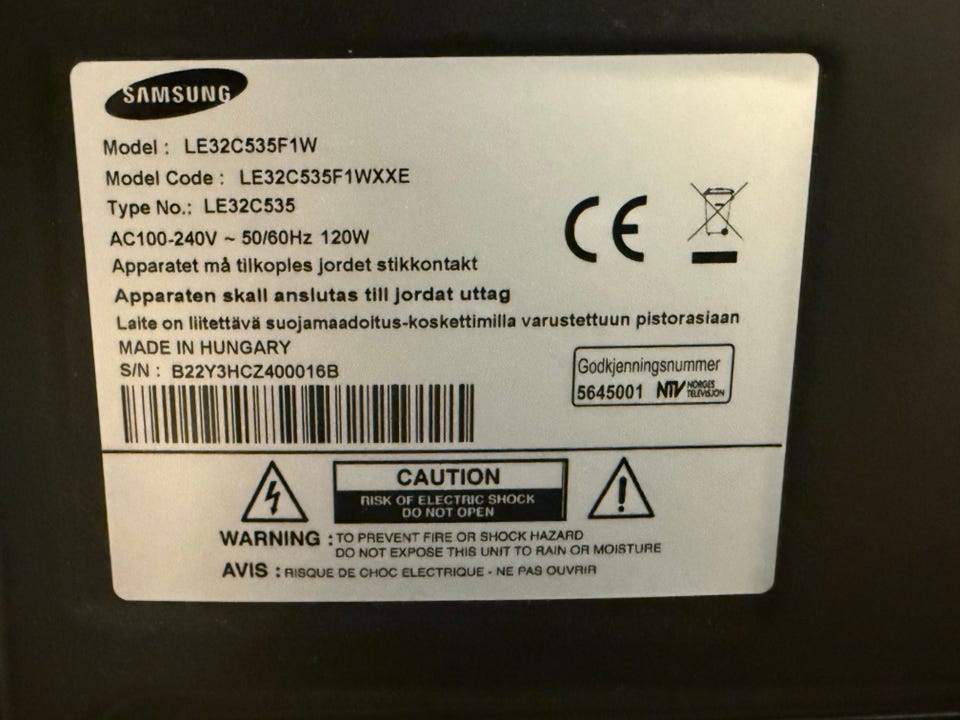 SAMSUNG
Model : LE32C535F1W
Model Code : LE32C535F1WXXE
Type No.: LE32C535
AC100-240V ~ 50/60Hz 120W
Apparatet må tilkoples jordet stikkontakt
Apparaten skall anslutas till jordat uttag
Laite on liitettävä suojamaadoitus-koskettimilla varustettuun pistorasiaan
MADE IN HUNGARY
S/N : B22Y3HCZ400016B
CE
Godkjenningsnummer
5645001 NTV NORGES TELEVISJON
CAUTION
RISK OF ELECTRIC SHOCK
DO NOT OPEN
WARNING : TO PREVENT FIRE OR SHOCK HAZARD
DO NOT EXPOSE THIS UNIT TO RAIN OR MOISTURE
AVIS : RISQUE DE CHOC ELECTRIQUE - NE PAS OUVRIR